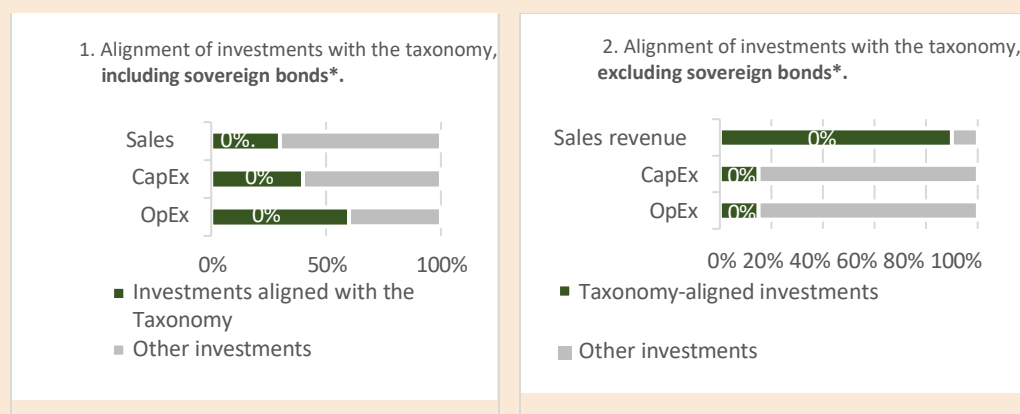 1. Alignment of investments with the taxonomy,
including sovereign bonds*.
Sales
0%.
CapEx
0%
OpEx
0%
0% 50% 100%
Investments aligned with the
Taxonomy
Other investments
2. Alignment of investments with the taxonomy,
excluding sovereign bonds*.
Sales revenue
0%
CapEx
0%
OpEx
0%
0% 20% 40% 60% 80% 100%
Taxonomy-aligned investments
Other investments